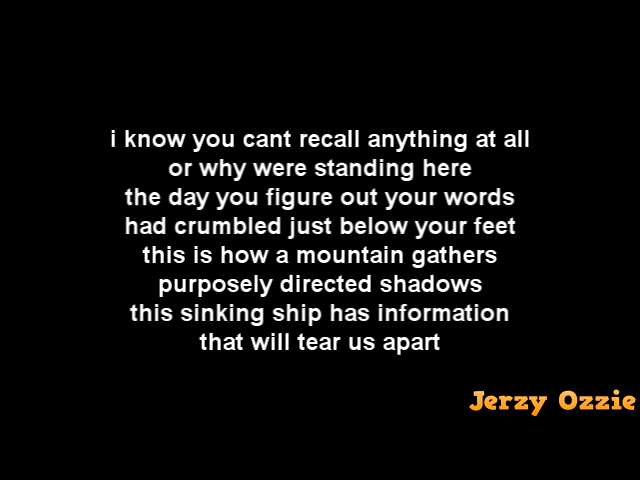 i know you cant recall anything at all
or why were standing here
the day you figure out your words
had crumbled just below your feet
this is how a mountain gathers
purposely directed shadows
this sinking ship has information
that will tear us apart
Jerzy Ozzie